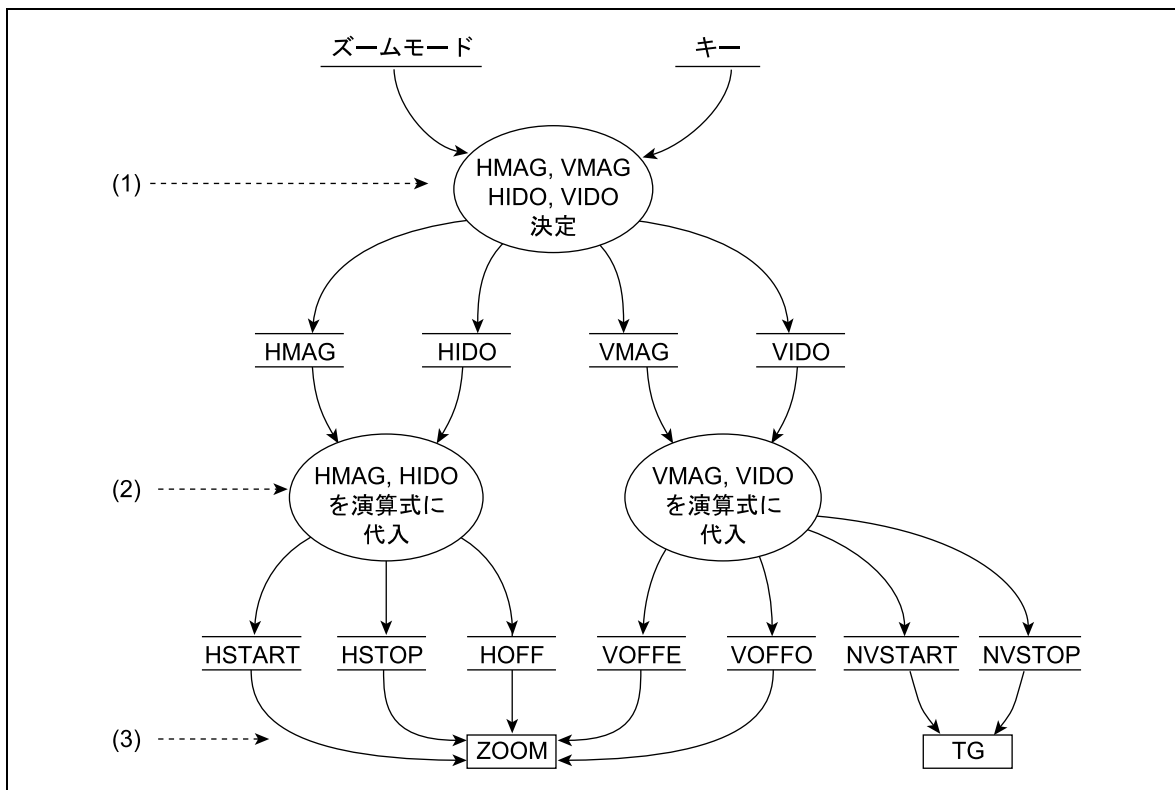 ズームモード
キー
(1)
HMAG, VMAG
HIDO, VIDO
決定
HMAG
HIDO
VMAG
VIDO
(2)
HMAG, HIDO
を演算式に
代入
VMAG, VIDO
を演算式に
代入
HSTART
HSTOP
HOFF
VOFFE
VOFFO
NVSTART
NVSTOP
(3)
ZOOM
TG